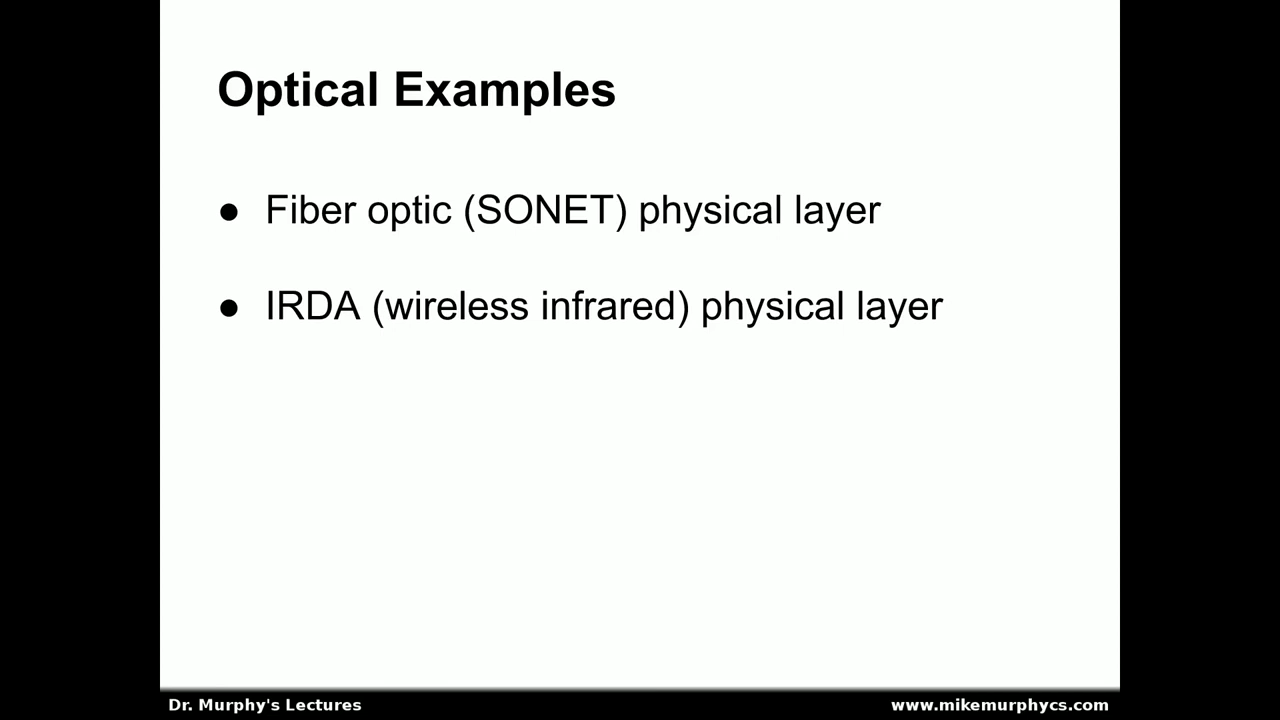 Optical Examples
● Fiber optic (SONET) physical layer
● IRDA (wireless infrared) physical layer
Dr. Murphy's Lectures
www.mikemurphycs.com